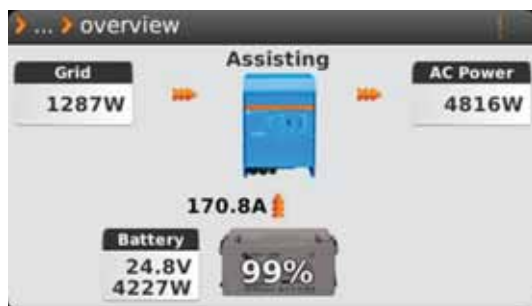 ... overview
Assisting
Grid
1287W
AC Power
4816W
170.8A
Battery
24.8V
4227W
99%